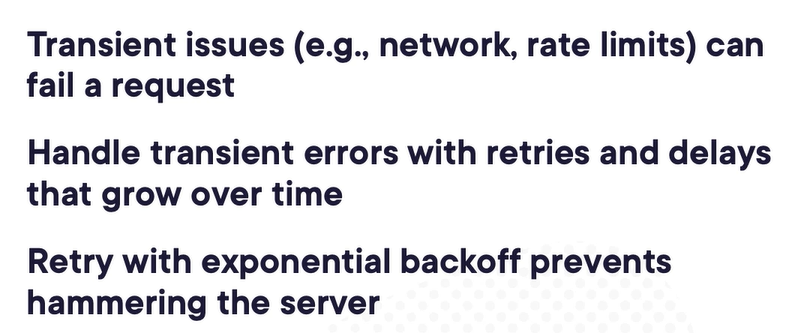 Transient issues (e.g., network, rate limits) can
fail a request
Handle transient errors with retries and delays
that grow over time
Retry with exponential backoff prevents
hammering the server